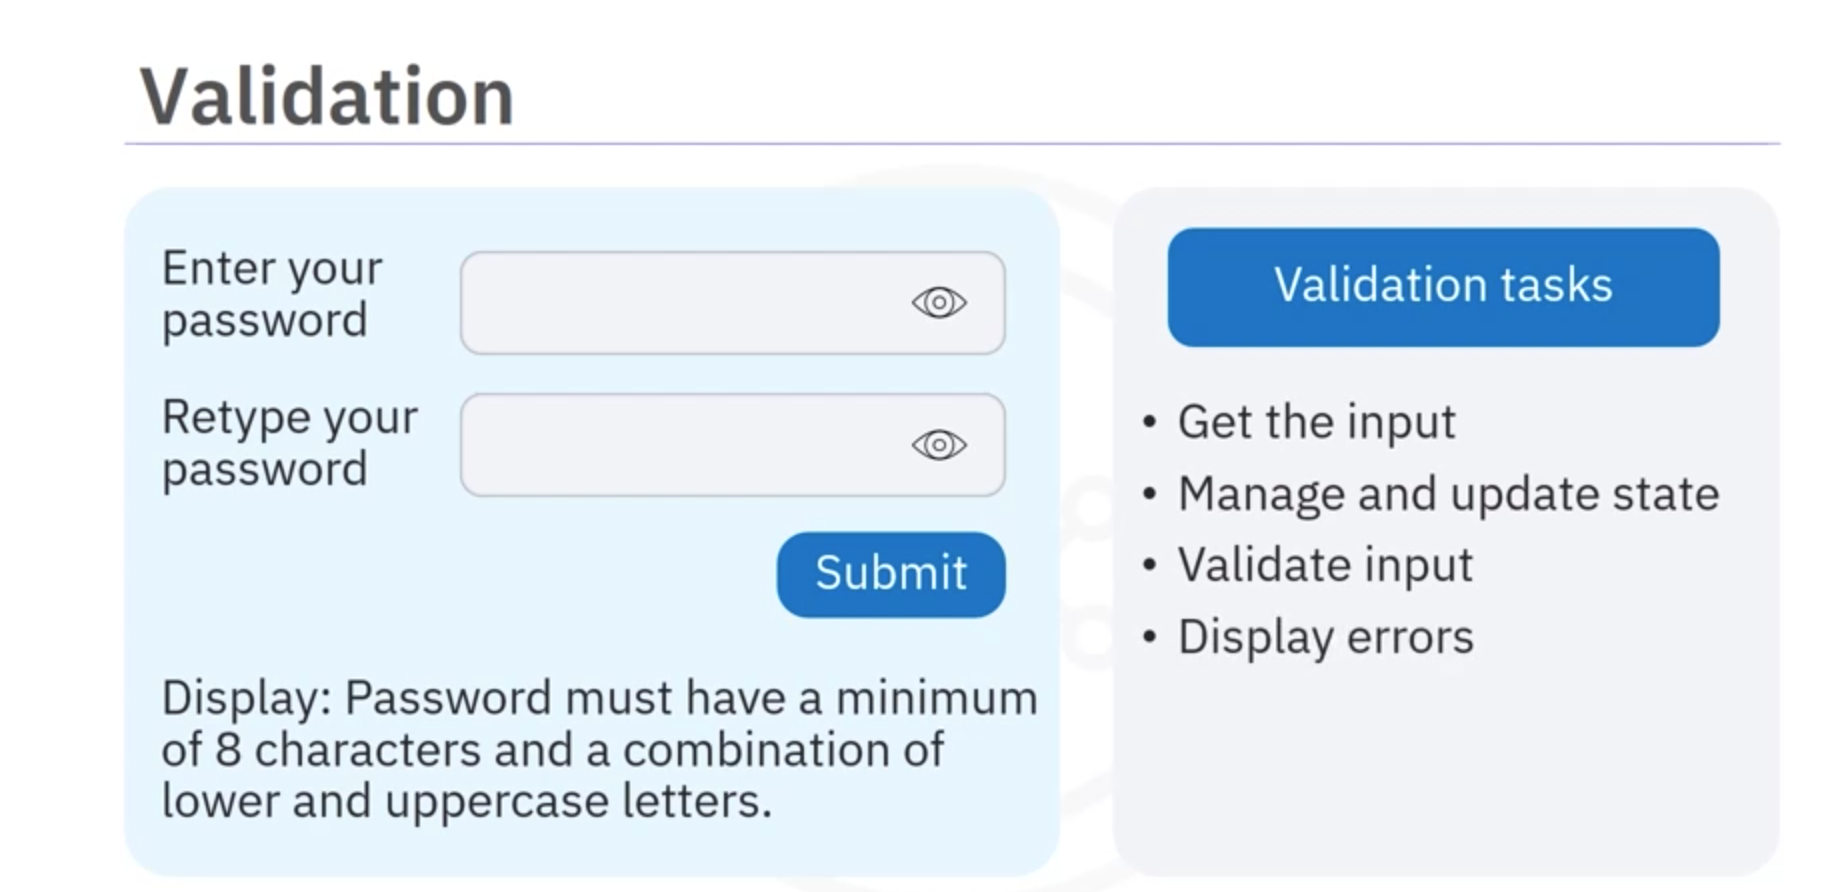 Validation
Enter your
password
Retype your
password
Submit
Display: Password must have a minimum
of 8 characters and a combination of
lower and uppercase letters.
Validation tasks
• Get the input
• Manage and update state
• Validate input
• Display errors